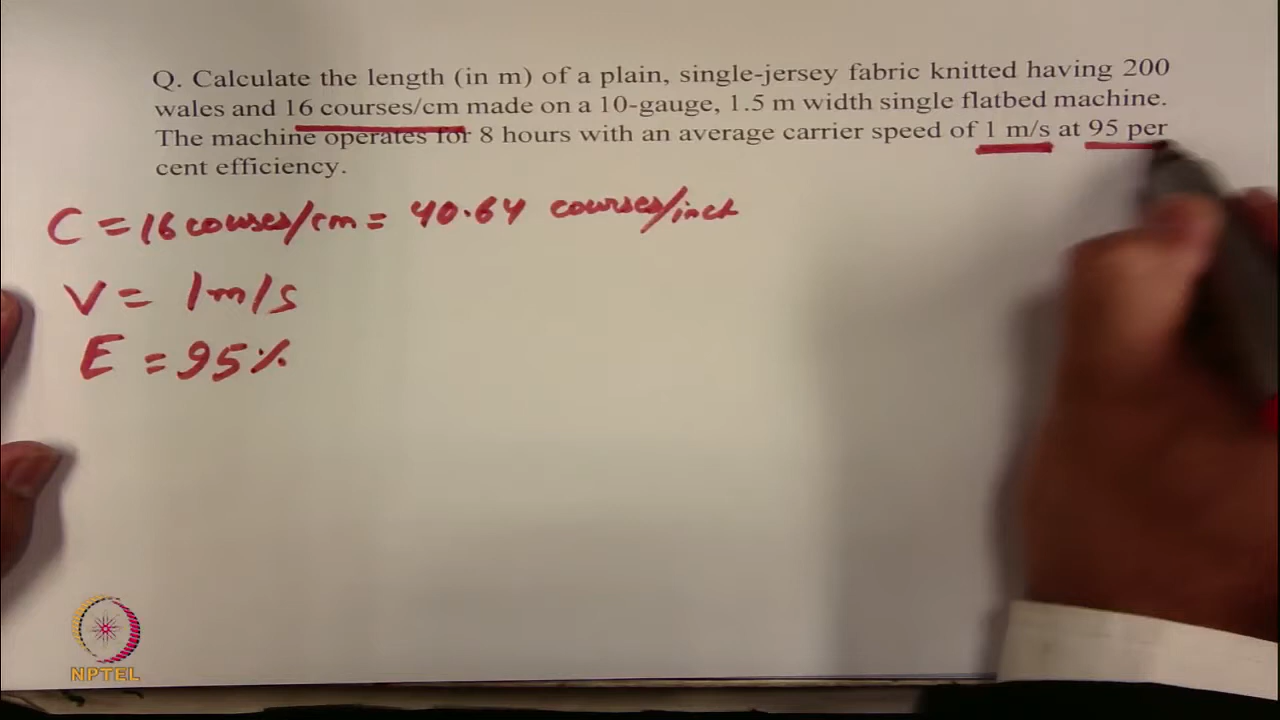 Q. Calculate the length (in m) of a plain, single-jersey fabric knitted having 200
wales and 16 courses/cm made on a 10-gauge, 1.5 m width single flatbed machine.
The machine operates for 8 hours with an average carrier speed of 1 m/s at 95 per
cent efficiency.
C = 16 couses/cm = 40.64 courses/inch
V = 1m/s
E = 95%
NPTEL